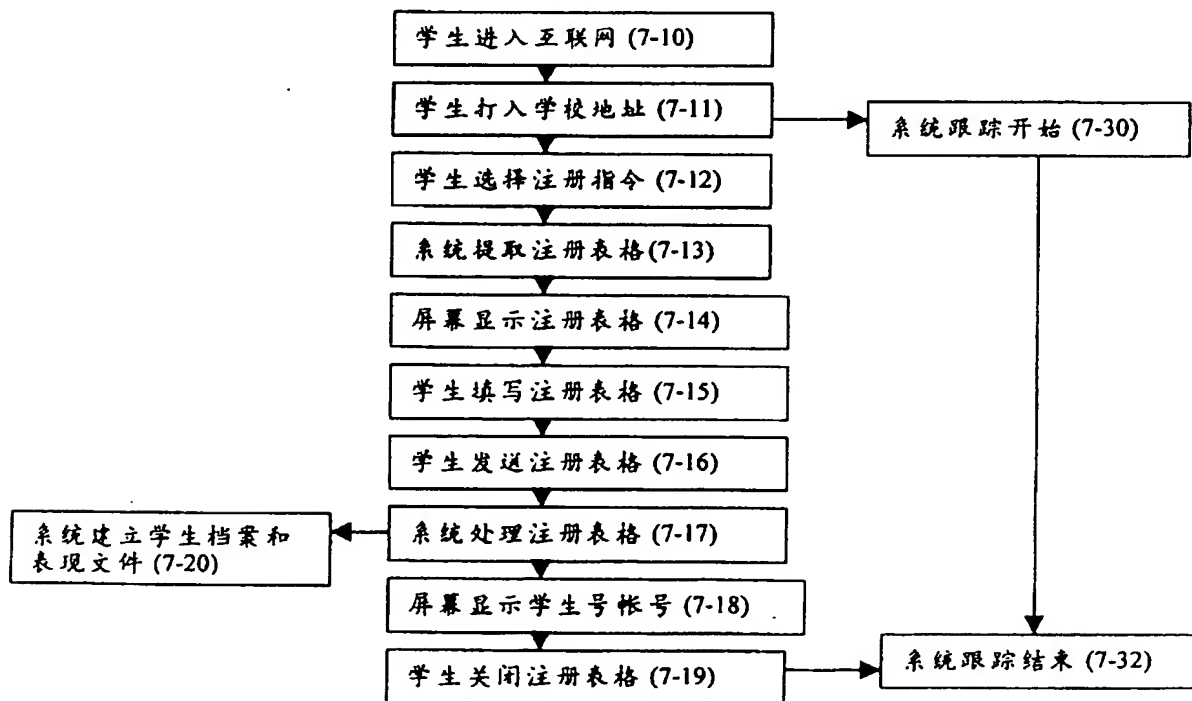 学生进入互联网 (7-10)
学生打入学校地址 (7-11)
系统跟踪开始 (7-30)
学生选择注册指令 (7-12)
系统提取注册表格(7-13)
屏幕显示注册表格 (7-14)
学生填写注册表格 (7-15)
学生发送注册表格 (7-16)
系统处理注册表格 (7-17)
系统建立学生档案和
表现文件 (7-20)
屏幕显示学生号帐号 (7-18)
学生关闭注册表格 (7-19)
系统跟踪结束 (7-32)